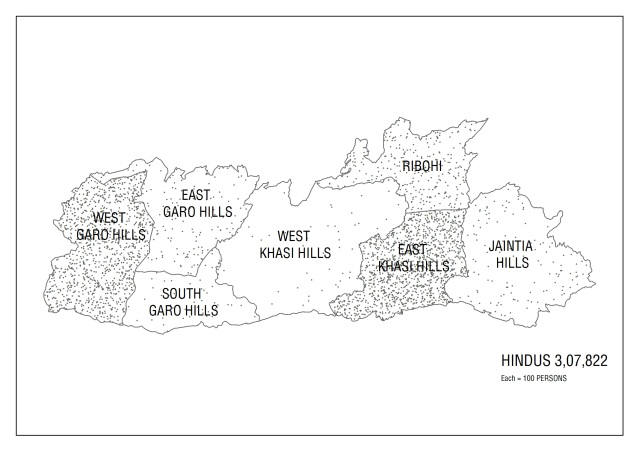 RIBOHI
EAST
GARO HILLS
WEST
GARO HILLS
WEST
KHASI HILLS
EAST
KHASI HILLS
JAINTIA
HILLS
SOUTH
GARO HILLS
HINDUS 3,07,822
Each = 100 PERSONS